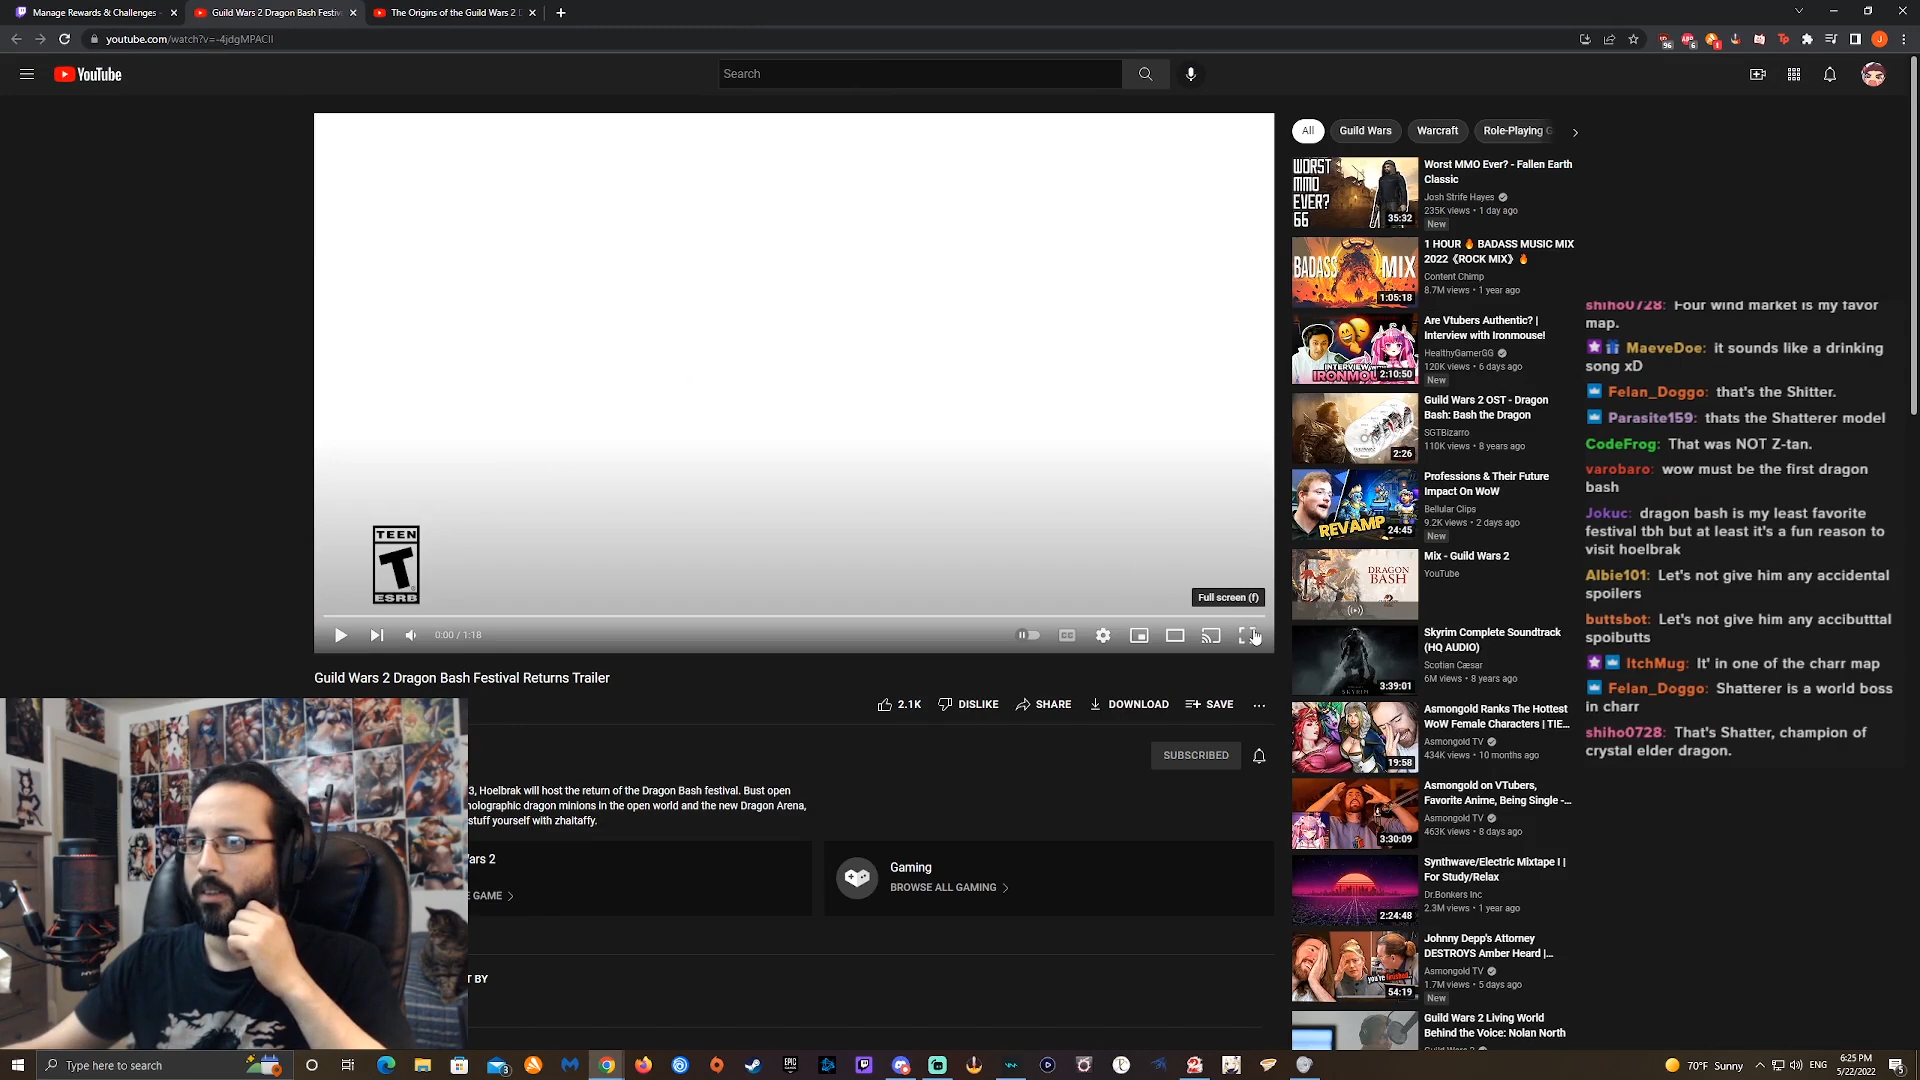 Manage Rewards & Challenges -
Guild Wars 2 Dragon Bash Festiv
The Origins of the Guild Wars 2
youtube.com/watch?v=-4jdgMPACII
YouTube
Search
All
Guild Wars
Warcraft
Role-Playing G
TEEN
T
ESRB
Full screen (f)
0:00 / 1:18
CC
Guild Wars 2 Dragon Bash Festival Returns Trailer
2.1K
DISLIKE
SHARE
DOWNLOAD
SAVE
SUBSCRIBED
3, Hoelbrak will host the return of the Dragon Bash festival. Bust open
holographic dragon minions in the open world and the new Dragon Arena,
stuff yourself with zhaitaffy.
ars 2
E GAME
Gaming
BROWSE ALL GAMING
T BY
WORST
MMO
EVER?
66
35:32
Worst MMO Ever? - Fallen Earth
Classic
Josh Strife Hayes
235K views • 1 day ago
New
BADASS MIX
1:05:18
1 HOUR 🔥 BADASS MUSIC MIX
2022 《ROCK MIX》 🔥
Content Chimp
8.7M views • 1 year ago
2:10:50
Are Vtubers Authentic? |
Interview with Ironmouse!
HealthyGamerGG
120K views • 6 days ago
New
2:26
Guild Wars 2 OST - Dragon
Bash: Bash the Dragon
SGTBizarro
110K views • 8 years ago
REVAMP
24:45
Professions & Their Future
Impact On WoW
Bellular Clips
9.2K views • 2 days ago
New
DRAGON
BASH
Mix - Guild Wars 2
YouTube
SKYRIM
3:39:01
Skyrim Complete Soundtrack
(HQ AUDIO)
Scotian Cæsar
6M views • 8 years ago
19:58
Asmongold Ranks The Hottest
WoW Female Characters | TIE...
Asmongold TV
434K views • 10 months ago
3:30:09
Asmongold on VTubers,
Favorite Anime, Being Single -...
Asmongold TV
463K views • 8 days ago
2:24:48
Synthwave/Electric Mixtape I |
For Study/Relax
Dr.Bonkers Inc
2.3M views • 1 year ago
54:19
Johnny Depp's Attorney
DESTROYS Amber Heard |...
Asmongold TV
1.7M views • 5 days ago
New
Guild Wars 2 Living World
Behind the Voice: Nolan North
shiho0728: Four wind market is my favor
map.
MaeveDoe: it sounds like a drinking
song xD
Felan_Doggo: that's the Shitter.
Parasite159: thats the Shatterer model
CodeFrog: That was NOT Z-tan.
varobaro: wow must be the first dragon
bash
Jokuc: dragon bash is my least favorite
festival tbh but at least it's a fun reason to
visit hoelbrak
Albie101: Let's not give him any accidental
spoilers
buttsbot: Let's not give him any accibutttal
spoibutts
ItchMug: It' in one of the charr map
Felan_Doggo: Shatterer is a world boss
in charr
shiho0728: That's Shatter, champion of
crystal elder dragon.
Type here to search
70°F Sunny
ENG
6:25 PM
5/22/2022